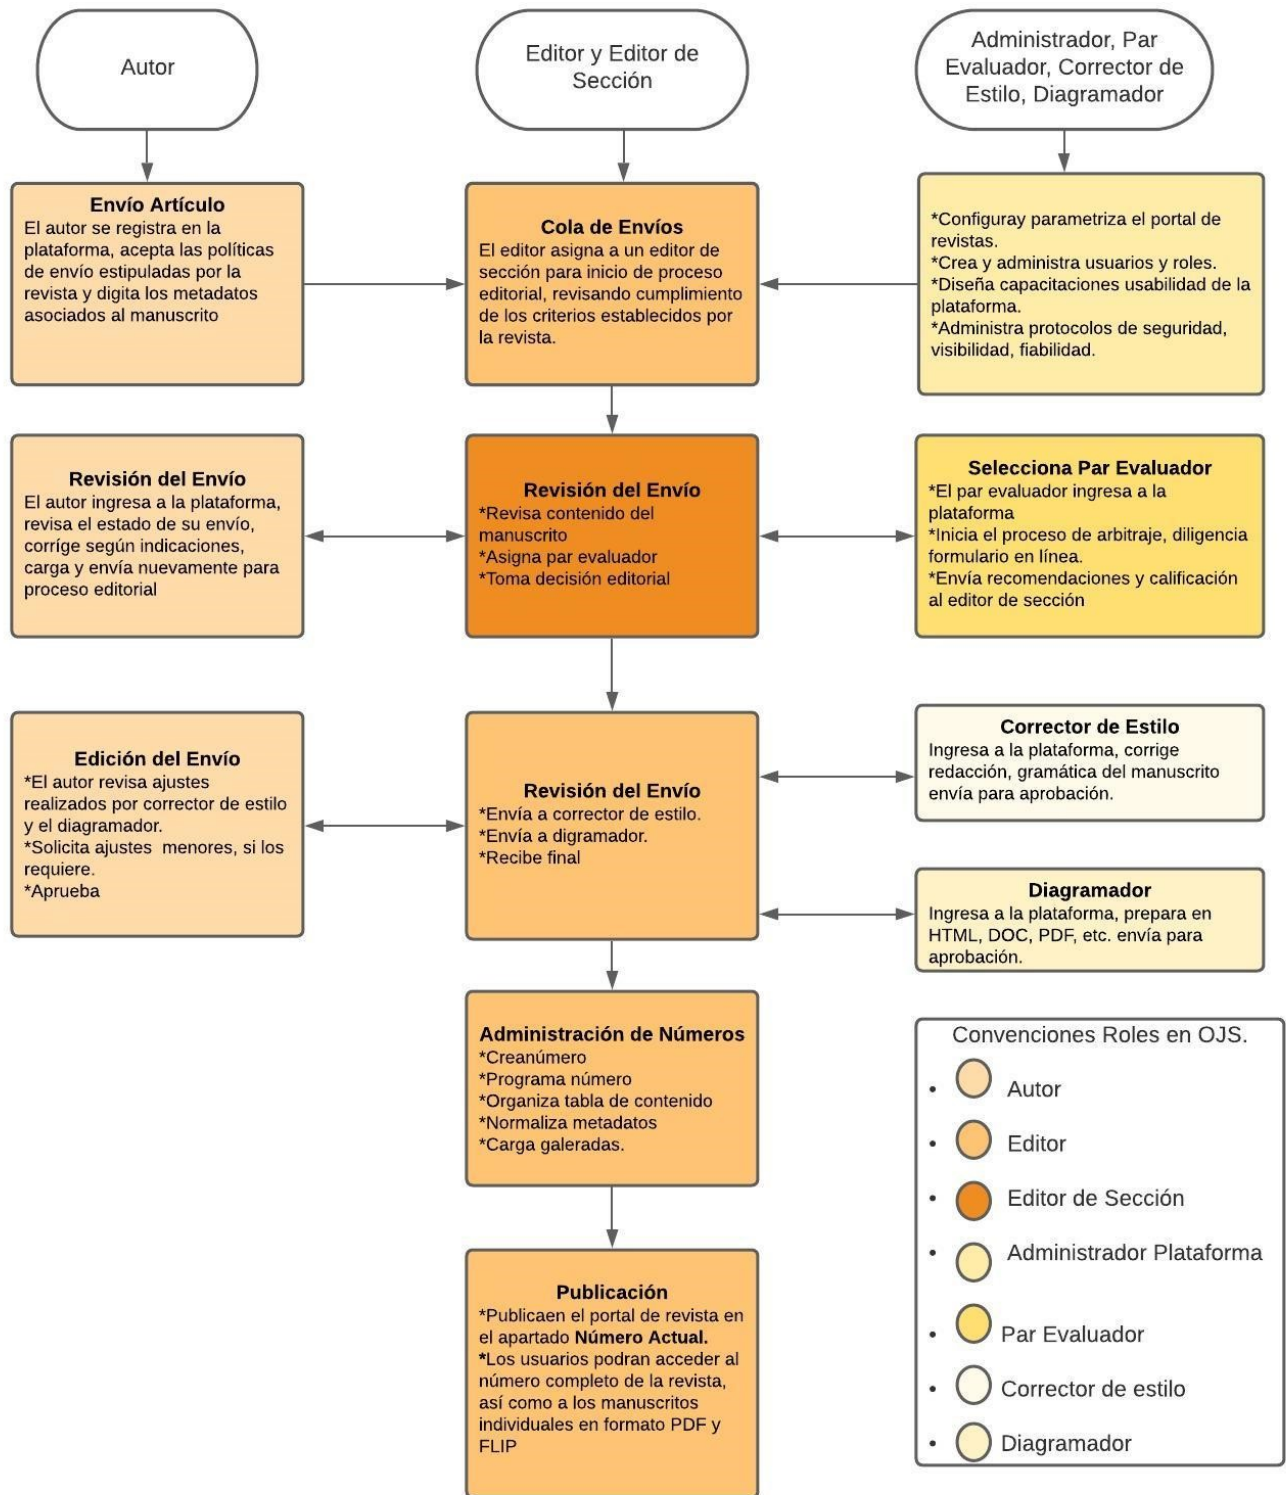 Autor
Editor y Editor de
Sección
Administrador, Par
Evaluador, Corrector de
Estilo, Diagramador
Envío Artículo
El autor se registra en la
plataforma, acepta las políticas
de envío estipuladas por la
revista y digita los metadatos
asociados al manuscrito
Cola de Envíos
El editor asigna a un editor de
sección para inicio de proceso
editorial, revisando cumplimiento
de los criterios establecidos por
la revista.
*Configuray parametriza el portal de
revistas.
*Crea y administra usuarios y roles.
*Diseña capacitaciones usabilidad de la
plataforma.
*Administra protocolos de seguridad,
visibilidad, fiabilidad.
Revisión del Envío
El autor ingresa a la plataforma,
revisa el estado de su envío,
corríge según indicaciones,
carga y envía nuevamente para
proceso editorial
Revisión del Envío
*Revisa contenido del
manuscrito
*Asigna par evaluador
*Toma decisión editorial
Selecciona Par Evaluador
*El par evaluador ingresa a la
plataforma
*Inicia el proceso de arbitraje, diligencia
formulario en línea.
*Envía recomendaciones y calificación
al editor de sección
Edición del Envío
*El autor revisa ajustes
realizados por corrector de estilo
y el diagramador.
*Solicita ajustes  menores, si los
requiere.
*Aprueba
Revisión del Envío
*Envía a corrector de estilo.
*Envía a digramador.
*Recibe final
Corrector de Estilo
Ingresa a la plataforma, corrige
redacción, gramática del manuscrito
envía para aprobación.
Diagramador
Ingresa a la plataforma, prepara en
HTML, DOC, PDF, etc. envía para
aprobación.
Administración de Números
*Creanúmero
*Programa número
*Organiza tabla de contenido
*Normaliza metadatos
*Carga galeradas.
Publicación
*Publicaen el portal de revista en
el apartado Número Actual.
*Los usuarios podran acceder al
número completo de la revista,
así como a los manuscritos
individuales en formato PDF y
FLIP
Convenciones Roles en OJS.
• Autor
• Editor
• Editor de Sección
• Administrador Plataforma
• Par Evaluador
• Corrector de estilo
• Diagramador